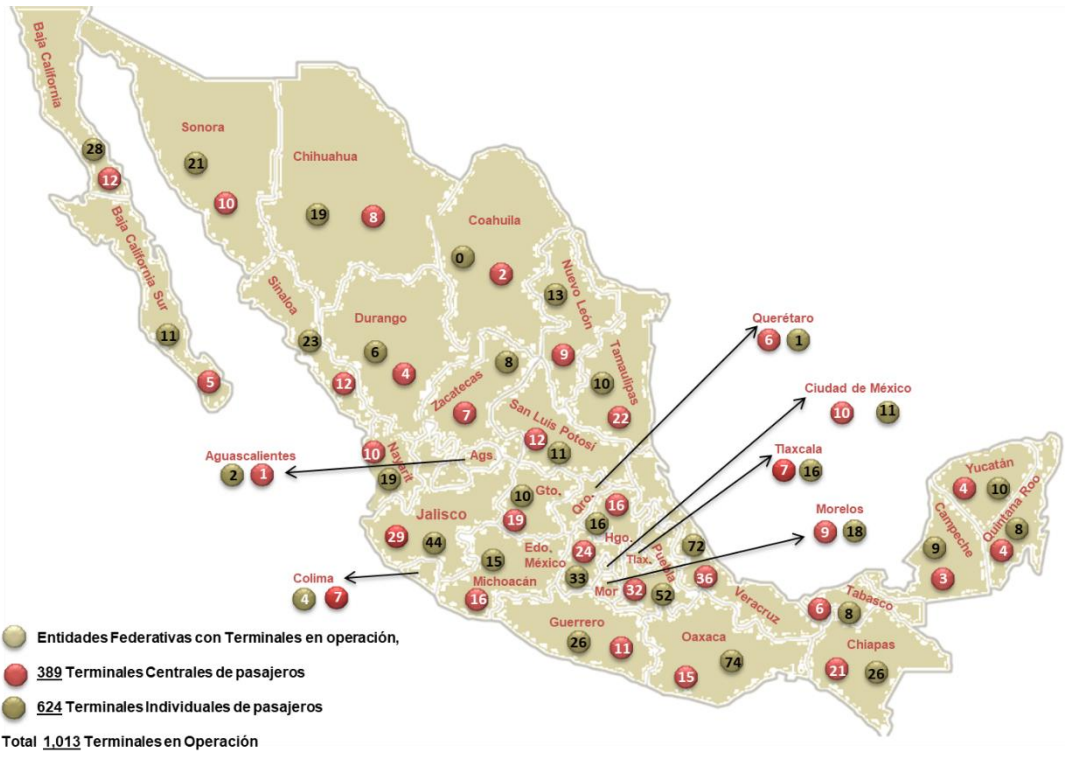 Baja California
28
12
Sonora
21
10
Chihuahua
19
8
Coahuila
0
2
Nuevo León
13
9
Baja California Sur
11
5
Sinaloa
23
12
Durango
6
4
Zacatecas
8
7
San Luis Potosí
12
11
Tamaulipas
10
22
Querétaro
6 1
Ciudad de México
10 11
Tlaxcala
7 16
Morelos
9 18
Aguascalientes
2 1
Ags.
Nayarit
10
19
Jalisco
29 44
Gto.
10
19
Qro.
16
16
Hgo.
Edo.
México
24
33
Tlax.
Mor
Puebla
32 52
72
36
Veracruz
Michoacán
15
16
Colima
4 7
Guerrero
26 11
Oaxaca
15 74
Tabasco
6 8
Chiapas
21 26
Campeche
9
3
Yucatán
4 10
Quintana Roo
8
4
Entidades Federativas con Terminales en operación,
389 Terminales Centrales de pasajeros
624 Terminales Individuales de pasajeros
Total 1,013 Terminales en Operación